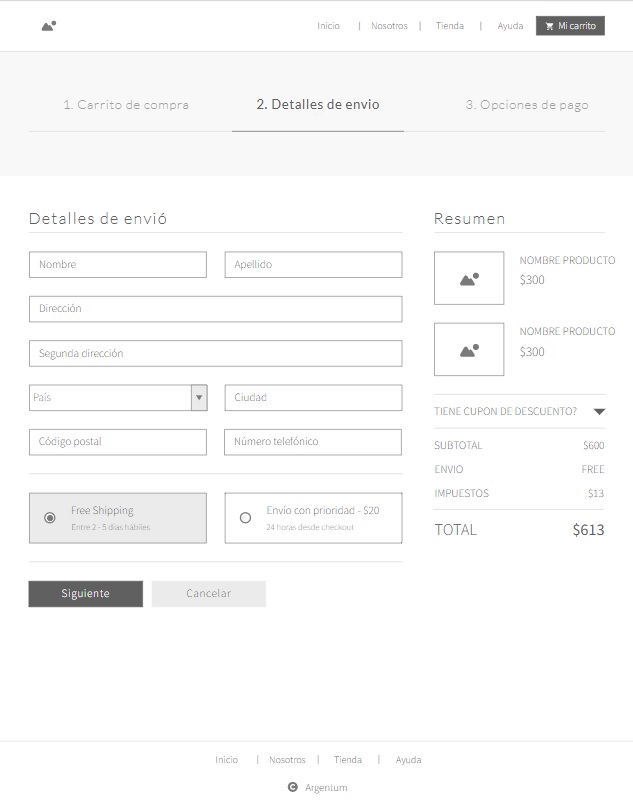 Inicio | Nosotros | Tienda | Ayuda Mi carrito
1. Carrito de compra 2. Detalles de envio 3. Opciones de pago
Detalles de envió
Nombre Apellido
Dirección
Segunda dirección
País Ciudad
Código postal Número telefónico
Free Shipping Envío con prioridad - $20
Entre 2 - 5 días hábiles 24 horas desde checkout
Siguiente Cancelar
Resumen
NOMBRE PRODUCTO
$300
NOMBRE PRODUCTO
$300
TIENE CUPON DE DESCUENTO?
SUBTOTAL $600
ENVIO FREE
IMPUESTOS $13
TOTAL $613
Inicio | Nosotros | Tienda | Ayuda
C Argentum